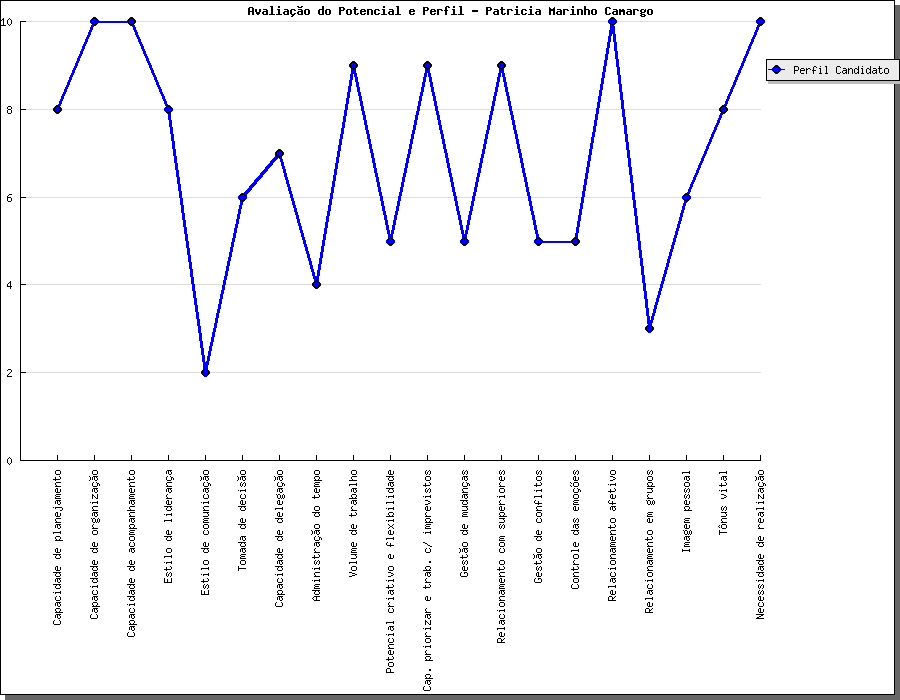 Avaliação do Potencial e Perfil - Patricia Marinho Camargo
10
8
6
4
2
0
Perfil Candidato
Capacidade de planejamento
Capacidade de organização
Capacidade de acompanhamento
Estilo de liderança
Estilo de comunicação
Tomada de decisão
Capacidade de delegação
Administração do tempo
Volume de trabalho
Potencial criativo e flexibilidade
Cap. priorizar e trab. c/ imprevistos
Gestão de mudanças
Relacionamento com superiores
Gestão de conflitos
Controle das emoções
Relacionamento afetivo
Relacionamento em grupos
Imagem pessoal
Tônus vital
Necessidade de realização